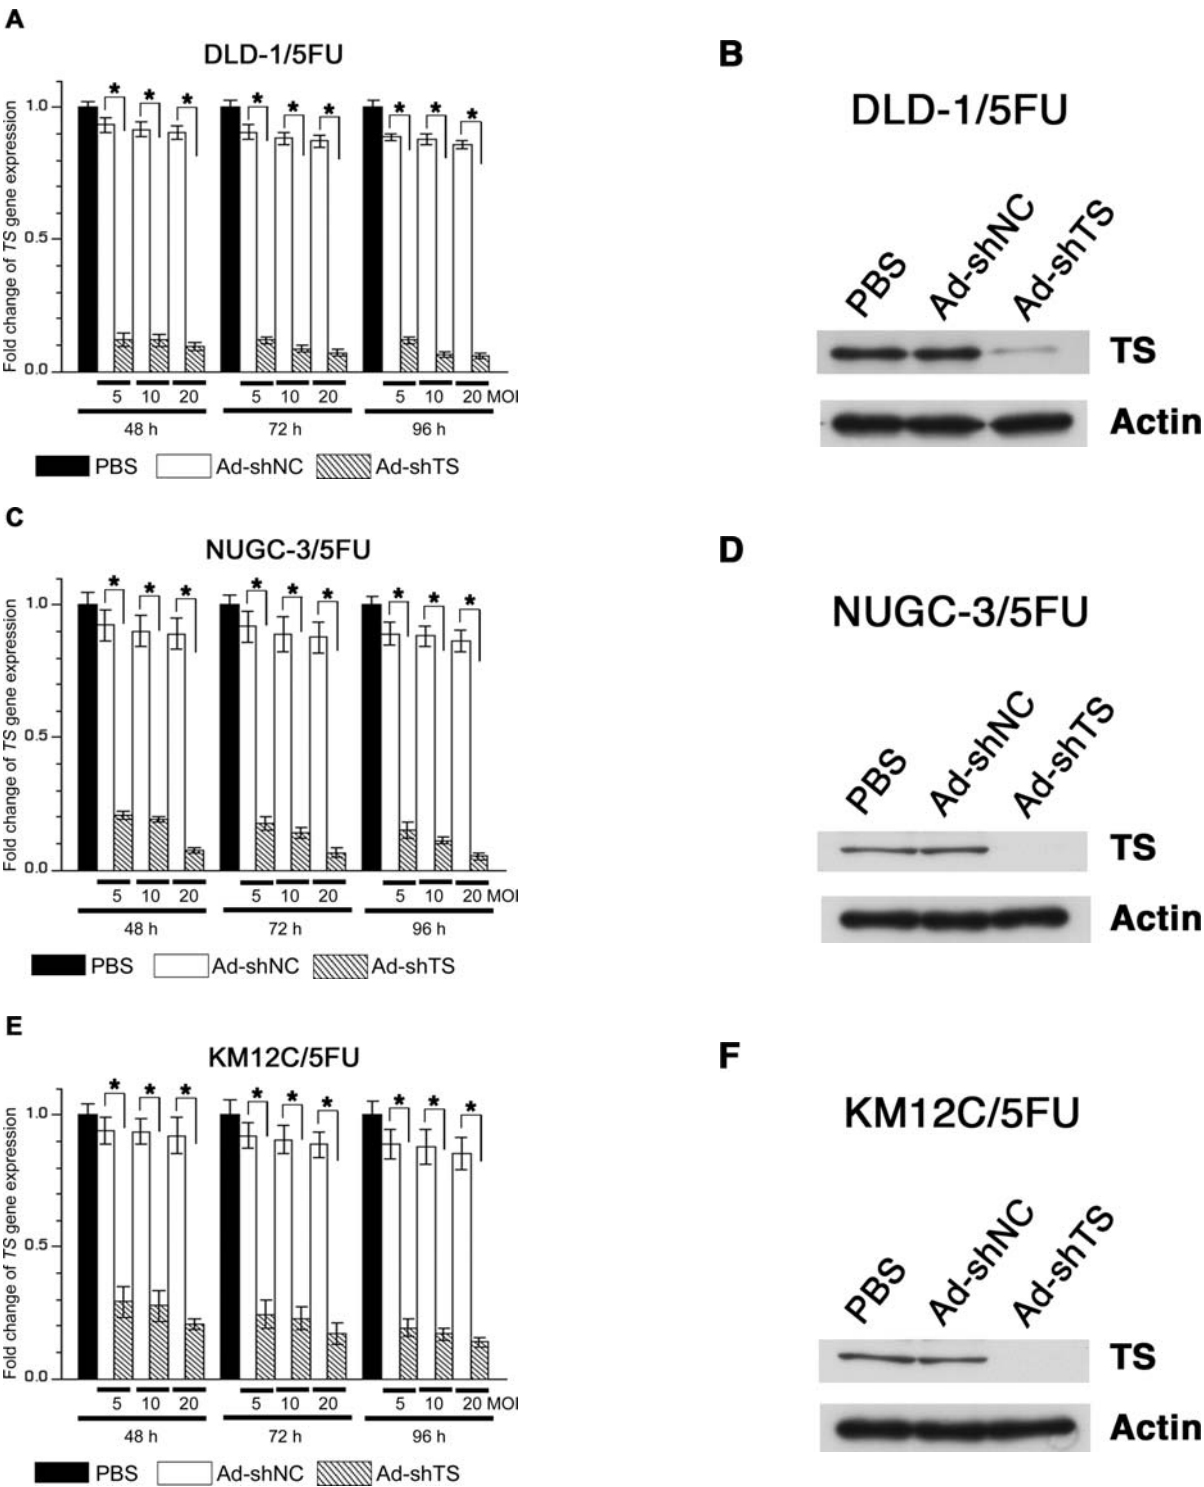 A
DLD-1/5FU
Fold change of TS gene expression
1.0
0.5
0.0
* * * * * * * * *
5 10 20 5 10 20 5 10 20 MOI
48 h 72 h 96 h
PBS Ad-shNC Ad-shTS
B
DLD-1/5FU
PBS Ad-shNC Ad-shTS
TS
Actin
C
NUGC-3/5FU
Fold change of TS gene expression
1.0
0.5
0.0
* * * * * * * * *
5 10 20 5 10 20 5 10 20 MOI
48 h 72 h 96 h
PBS Ad-shNC Ad-shTS
D
NUGC-3/5FU
PBS Ad-shNC Ad-shTS
TS
Actin
E
KM12C/5FU
Fold change of TS gene expression
1.0
0.5
0.0
* * * * * * * * *
5 10 20 5 10 20 5 10 20 MOI
48 h 72 h 96 h
PBS Ad-shNC Ad-shTS
F
KM12C/5FU
PBS Ad-shNC Ad-shTS
TS
Actin